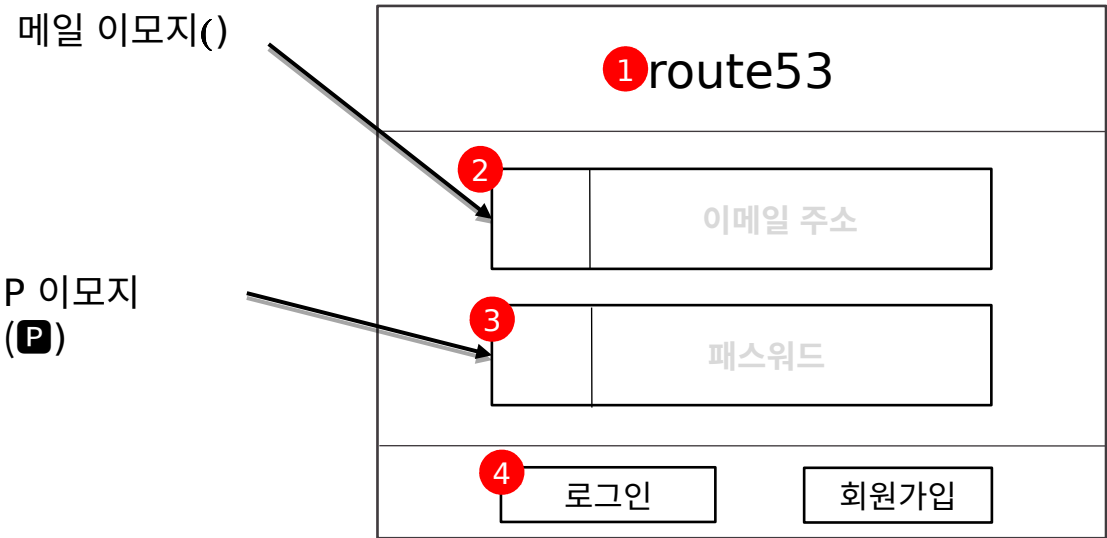 메일 이모지()
1 route53
2
이메일 주소
P 이모지
(🅿)
3
패스워드
4
로그인
회원가입